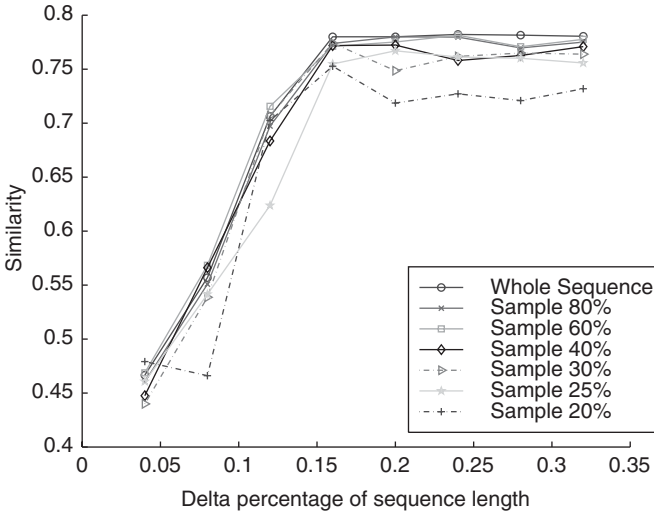 0.8
0.75
0.7
0.65
0.6
0.55
0.5
0.45
0.4
Similarity
0
0.05
0.1
0.15
0.2
0.25
0.3
0.35
Delta percentage of sequence length
Whole Sequence
Sample 80%
Sample 60%
Sample 40%
Sample 30%
Sample 25%
Sample 20%